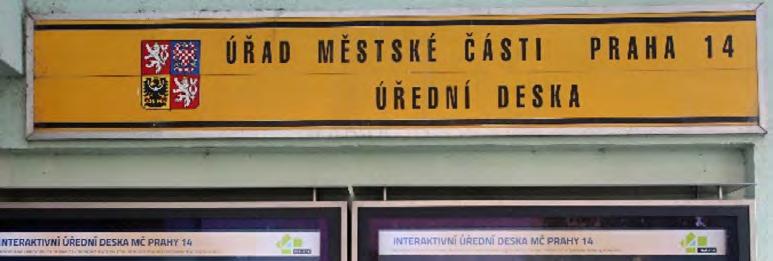 ÚŘAD MĚSTSKÉ ČÁSTI PRAHA 14
ÚŘEDNÍ DESKA
INTERAKTIVNÍ ÚŘEDNÍ DESKA MČ PRAHY 14
INTERAKTIVNÍ ÚŘEDNÍ DESKA MČ PRAHY 14